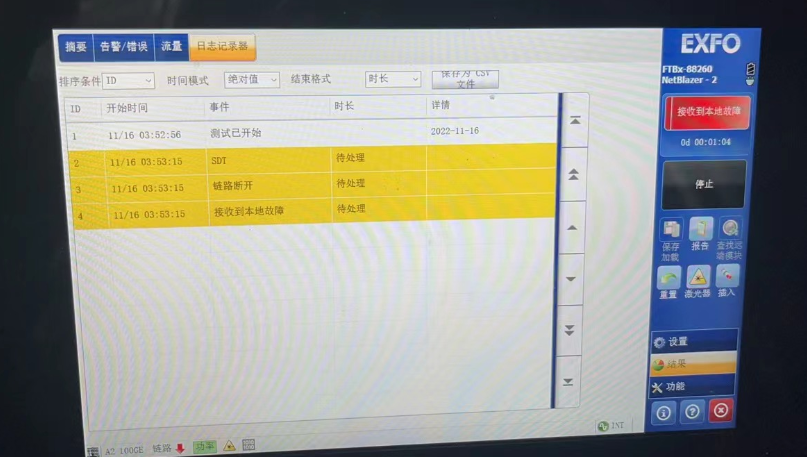 摘要 告警/错误 流量 日志记录器
排序条件 ID 时间模式 绝对值 结束格式 时长 保存为 CSV
文件
ID 开始时间 事件 时长 详情
1 11/16 03:52:56 测试已开始 2022-11-16
2 11/16 03:53:15 SDT 待处理
3 11/16 03:53:15 链路断开 待处理
4 11/16 03:53:15 接收到本地故障 待处理
A2 100GE 链路 功率
INT
EXFO
FTBx-88260
NetBlazer - 2
接收到本地故障
0d 00:01:04
停止
保存 报告 查找远
加载 端模块
重置 激光器 插入
设置
结果
功能